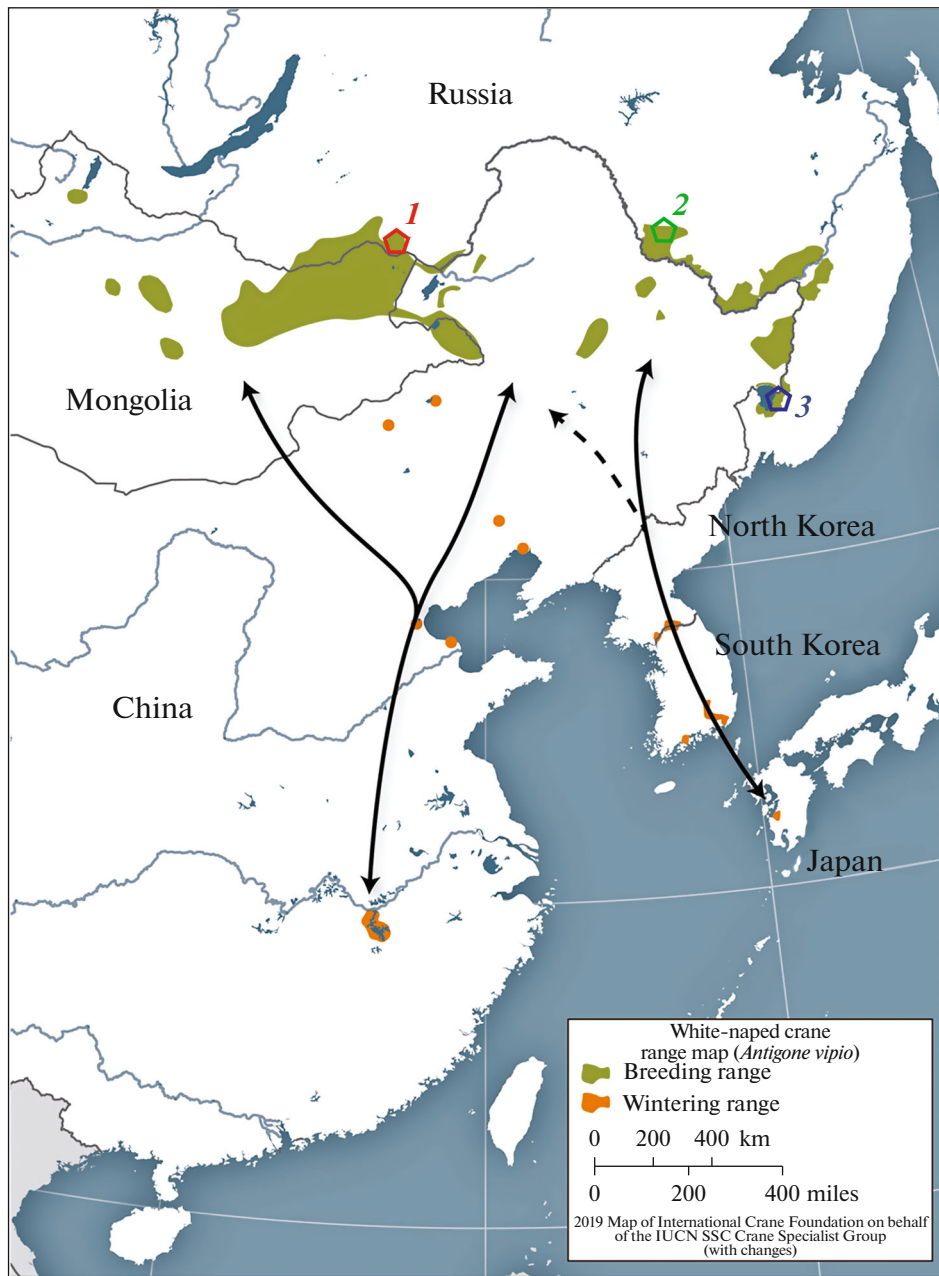 Russia
1
2
Mongolia
3
North Korea
South Korea
China
Japan
White-naped crane
range map (Antigone vipio)
Breeding range
Wintering range
0 200 400 km
0 200 400 miles
2019 Map of International Crane Foundation on behalf
of the IUCN SSC Crane Specialist Group
(with changes)